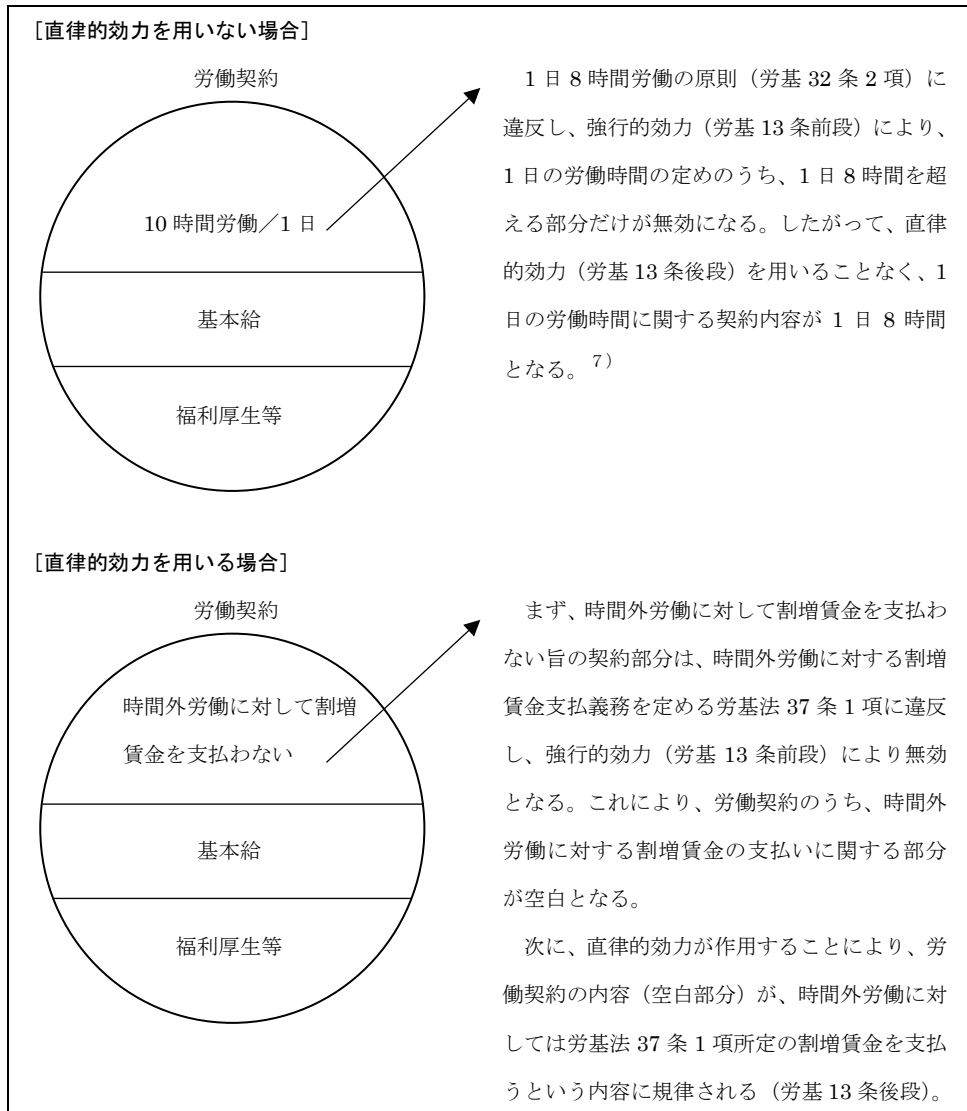 ［直律的効力を用いない場合］
労働契約
10 時間労働／1 日
基本給
福利厚生等
1 日 8 時間労働の原則（労基 32 条 2 項）に
違反し、強行的効力（労基 13 条前段）により、
1 日の労働時間の定めのうち、1 日 8 時間を超
える部分だけが無効になる。したがって、直律
的効力（労基 13 条後段）を用いることなく、1
日の労働時間に関する契約内容が 1 日 8 時間
となる。7）
［直律的効力を用いる場合］
労働契約
時間外労働に対して割増
賃金を支払わない
基本給
福利厚生等
まず、時間外労働に対して割増賃金を支払わ
ない旨の契約部分は、時間外労働に対する割増
賃金支払義務を定める労基法 37 条 1 項に違反
し、強行的効力（労基 13 条前段）により無効
となる。これにより、労働契約のうち、時間外
労働に対する割増賃金の支払いに関する部分
が空白となる。
次に、直律的効力が作用することにより、労
働契約の内容（空白部分）が、時間外労働に対
しては労基法 37 条 1 項所定の割増賃金を支払
うという内容に規律される（労基 13 条後段）。